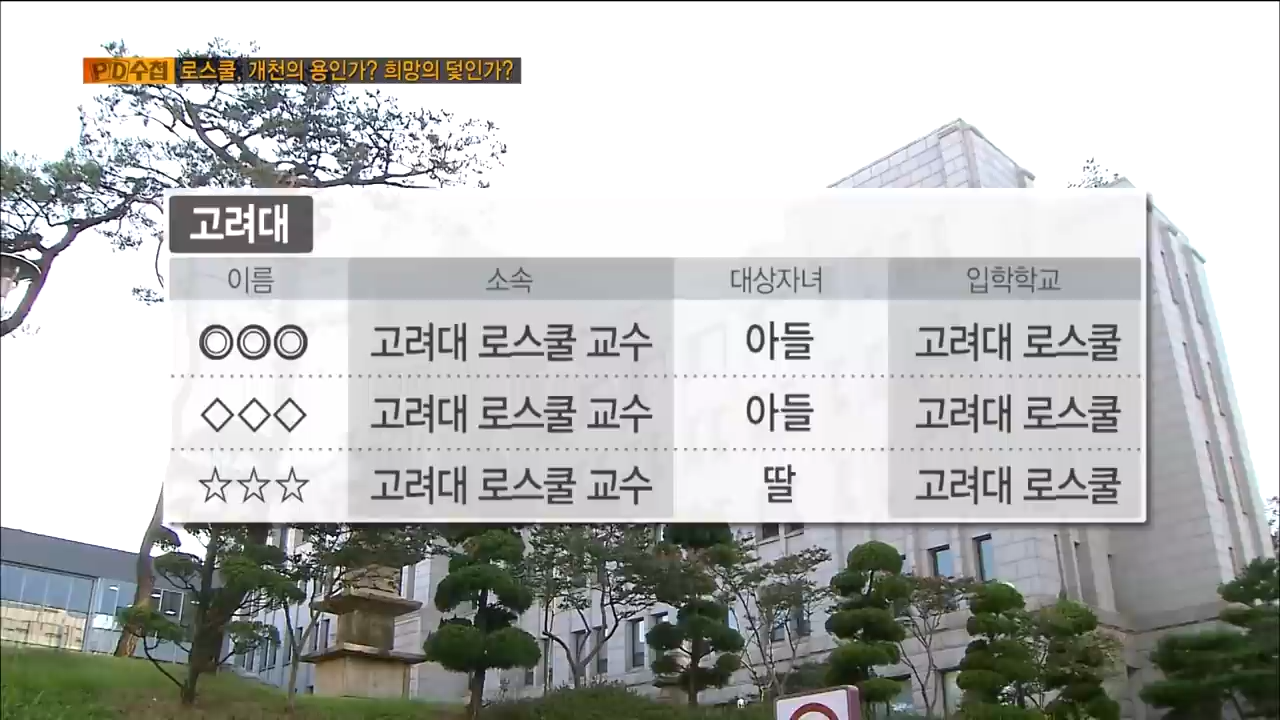 PD수첩 로스쿨, 개천의 용인가? 희망의 덫인가?
고려대
이름 소속 대상자녀 입학학교
◎◎◎ 고려대 로스쿨 교수 아들 고려대 로스쿨
◇◇◇ 고려대 로스쿨 교수 아들 고려대 로스쿨
☆☆☆ 고려대 로스쿨 교수 딸 고려대 로스쿨